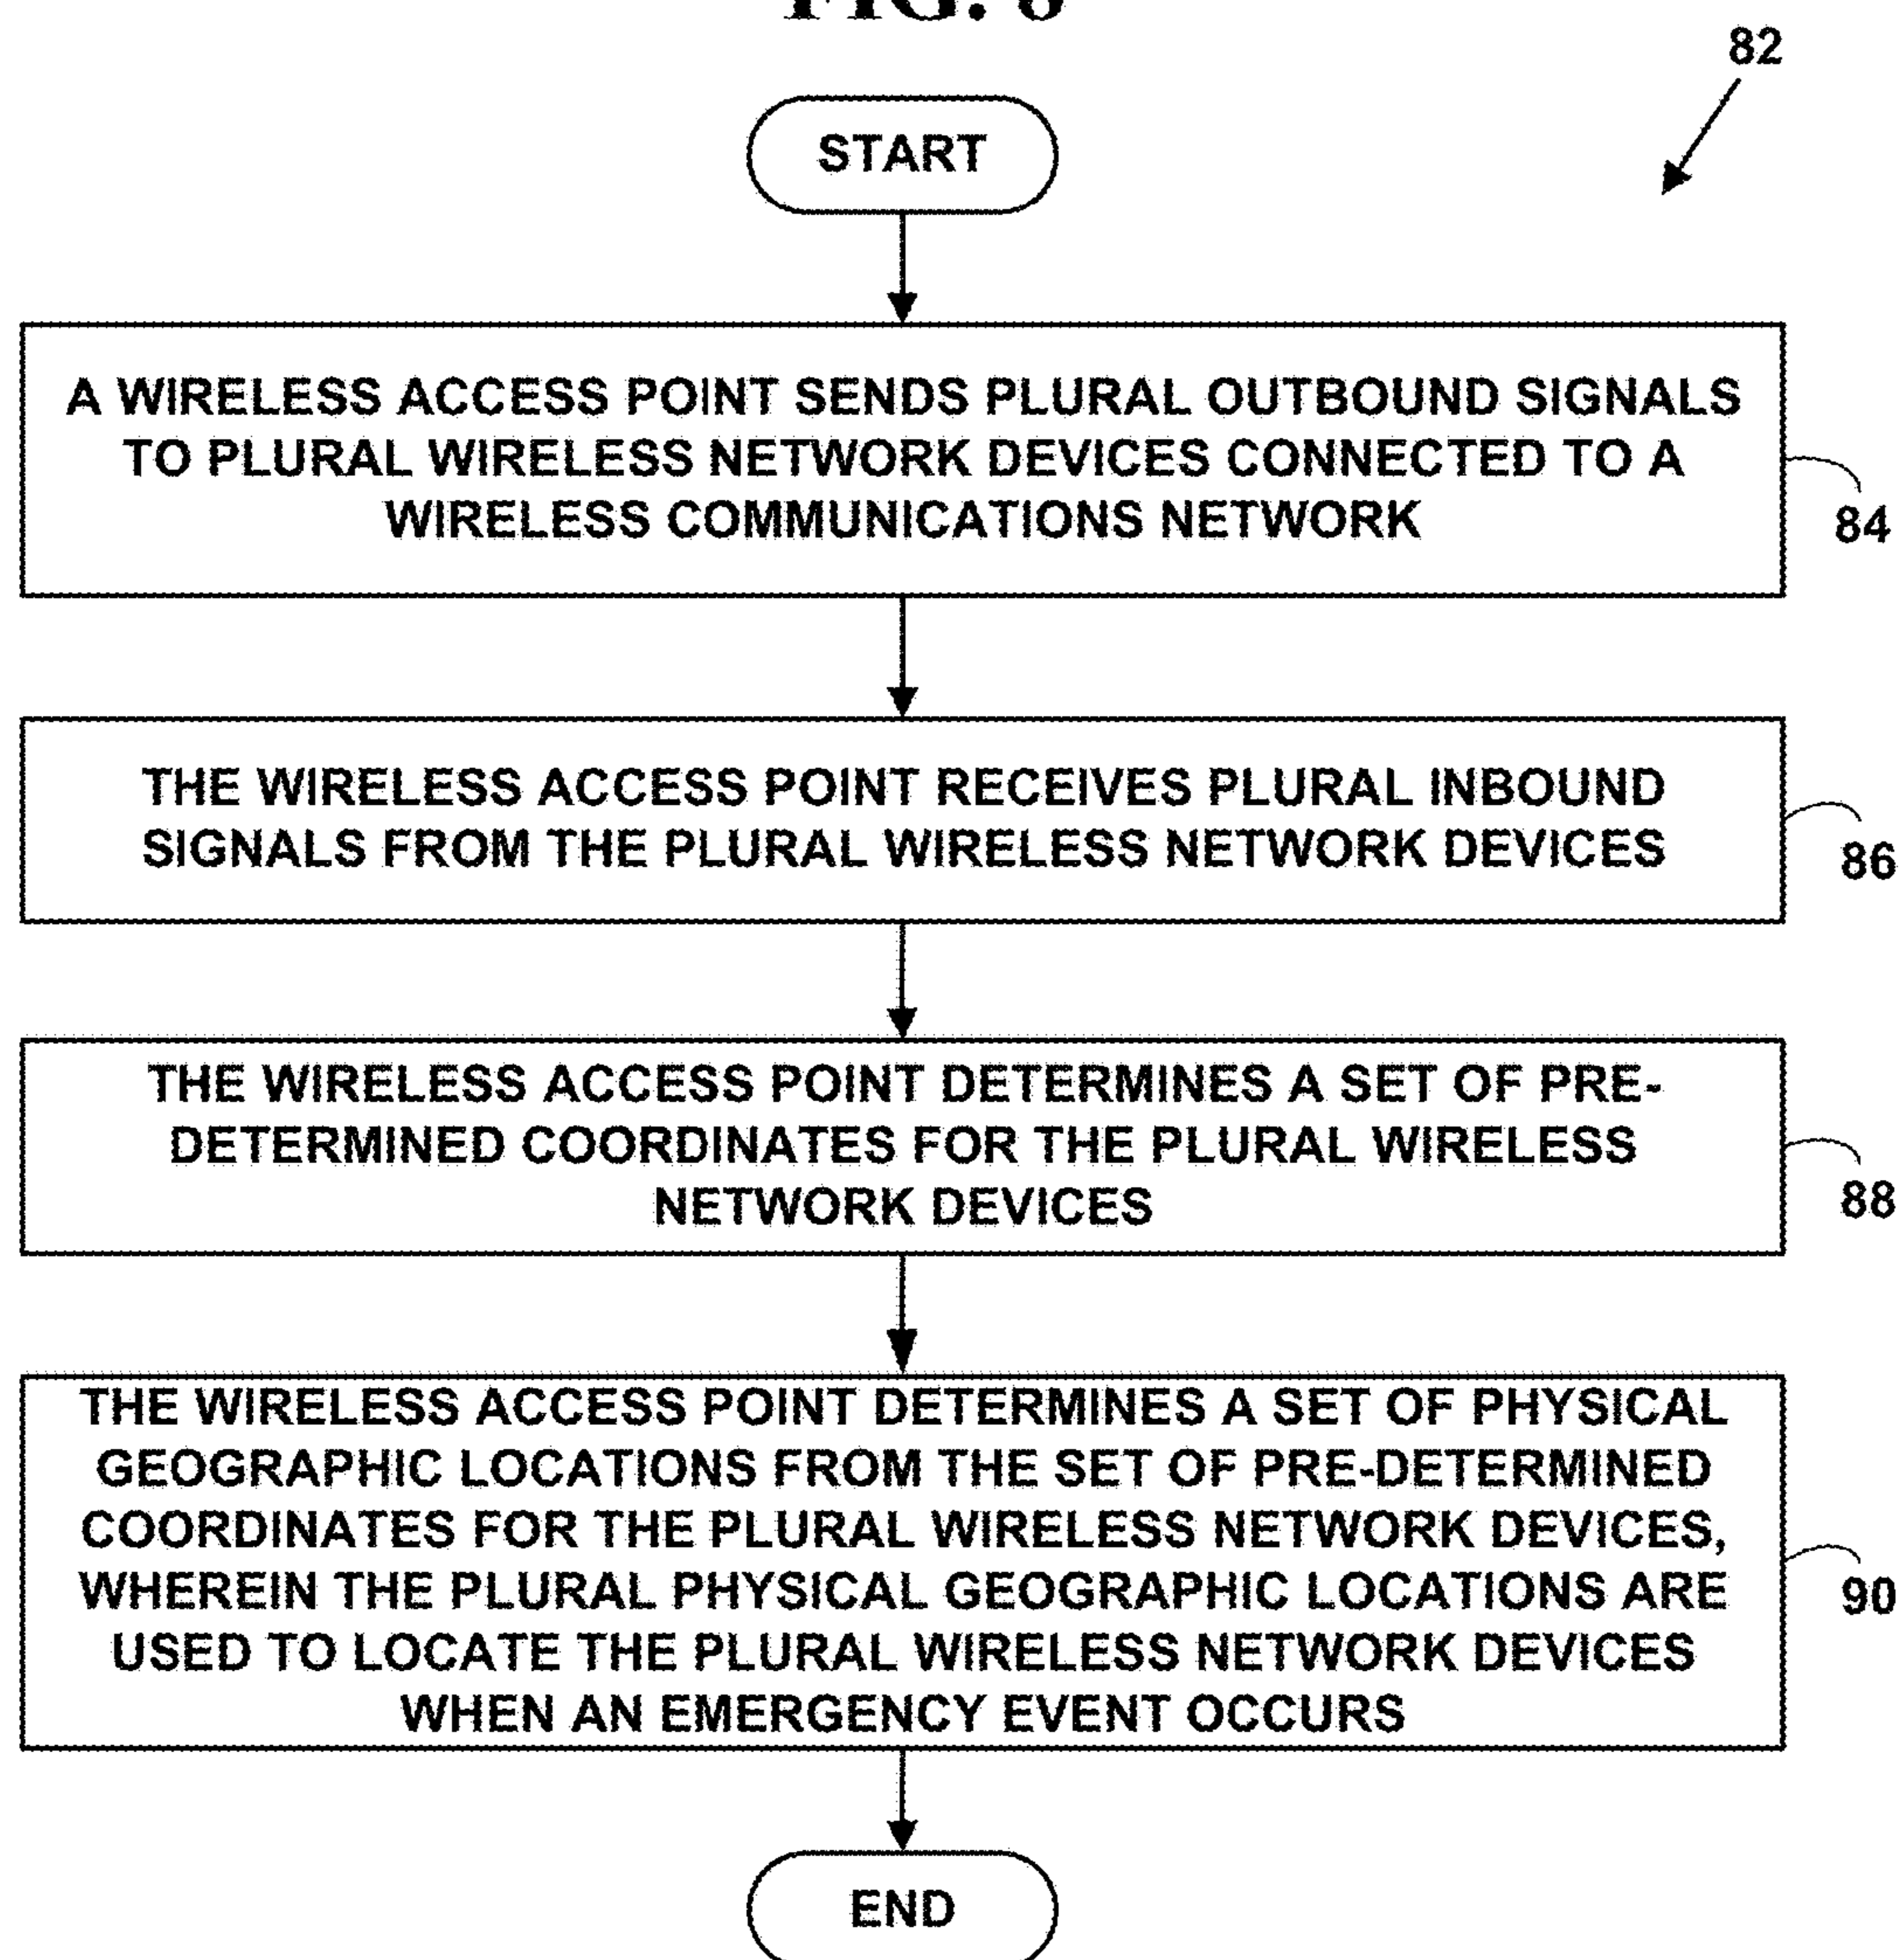 FIG. 8
82
START
A WIRELESS ACCESS POINT SENDS PLURAL OUTBOUND SIGNALS
TO PLURAL WIRELESS NETWORK DEVICES CONNECTED TO A
WIRELESS COMMUNICATIONS NETWORK
84
THE WIRELESS ACCESS POINT RECEIVES PLURAL INBOUND
SIGNALS FROM THE PLURAL WIRELESS NETWORK DEVICES
86
THE WIRELESS ACCESS POINT DETERMINES A SET OF PRE-
DETERMINED COORDINATES FOR THE PLURAL WIRELESS
NETWORK DEVICES
88
THE WIRELESS ACCESS POINT DETERMINES A SET OF PHYSICAL
GEOGRAPHIC LOCATIONS FROM THE SET OF PRE-DETERMINED
COORDINATES FOR THE PLURAL WIRELESS NETWORK DEVICES,
WHEREIN THE PLURAL PHYSICAL GEOGRAPHIC LOCATIONS ARE
USED TO LOCATE THE PLURAL WIRELESS NETWORK DEVICES
WHEN AN EMERGENCY EVENT OCCURS
90
END